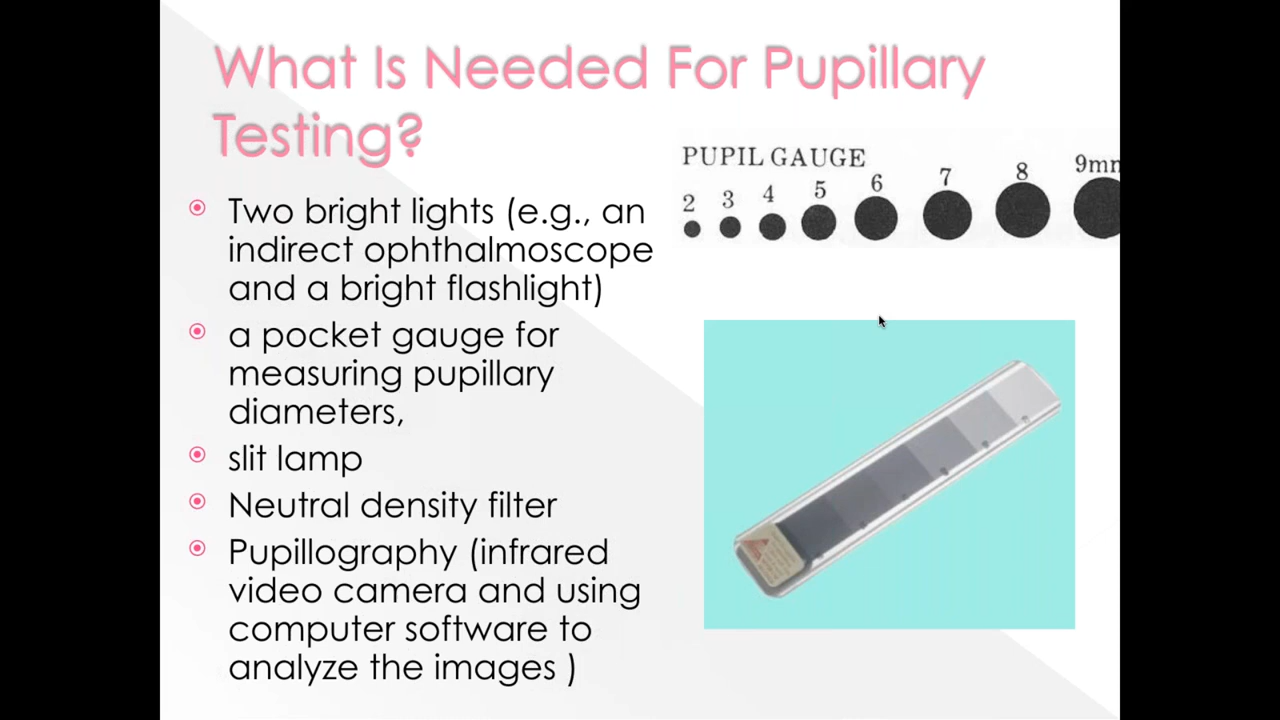 What Is Needed For Pupillary
Testing?
PUPIL GAUGE
2 3 4 5 6 7 8 9mm
Two bright lights (e.g., an
indirect ophthalmoscope
and a bright flashlight)
a pocket gauge for
measuring pupillary
diameters,
slit lamp
Neutral density filter
Pupillography (infrared
video camera and using
computer software to
analyze the images )